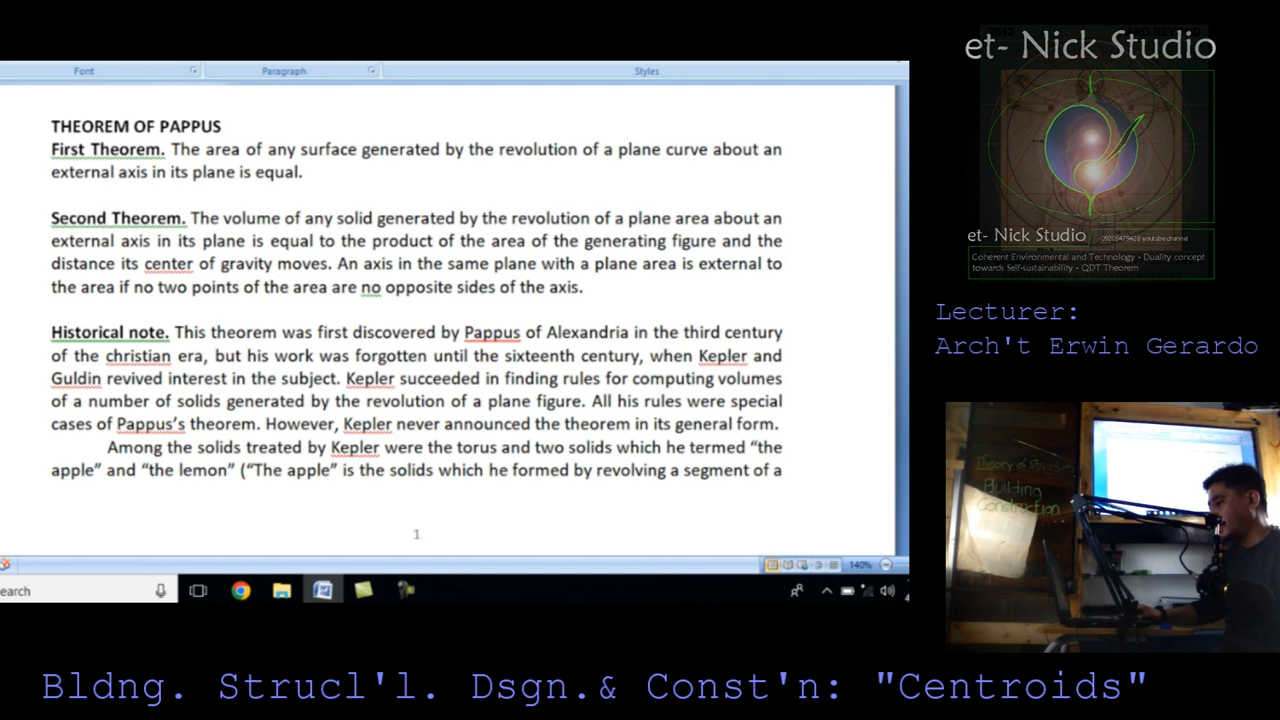 et- Nick Studio
Font
Paragraph
Styles
THEOREM OF PAPPUS
First Theorem. The area of any surface generated by the revolution of a plane curve about an
external axis in its plane is equal.
Second Theorem. The volume of any solid generated by the revolution of a plane area about an
external axis in its plane is equal to the product of the area of the generating figure and the
distance its center of gravity moves. An axis in the same plane with a plane area is external to
the area if no two points of the area are no opposite sides of the axis.
Historical note. This theorem was first discovered by Pappus of Alexandria in the third century
of the christian era, but his work was forgotten until the sixteenth century, when Kepler and
Guldin revived interest in the subject. Kepler succeeded in finding rules for computing volumes
of a number of solids generated by the revolution of a plane figure. All his rules were special
cases of Pappus's theorem. However, Kepler never announced the theorem in its general form.
Among the solids treated by Kepler were the torus and two solids which he termed “the
apple” and “the lemon” (“The apple” is the solids which he formed by revolving a segment of a
1
140%
earch
et- Nick Studio
09205479428 youtube channel
Coherent Environmental and Technology - Duality concept
towards Self-sustainability - QDT Theorem
Lecturer:
Arch't Erwin Gerardo
Theory of Structures
Building
Construction
Bldng. Strucl'l. Dsgn.& Const'n: "Centroids"